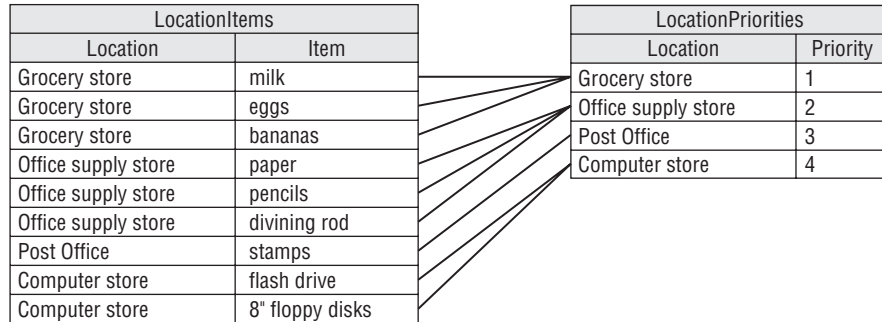 LocationItems
Location Item
Grocery store milk
Grocery store eggs
Grocery store bananas
Office supply store paper
Office supply store pencils
Office supply store divining rod
Post Office stamps
Computer store flash drive
Computer store 8" floppy disks
LocationPriorities
Location Priority
Grocery store 1
Office supply store 2
Post Office 3
Computer store 4